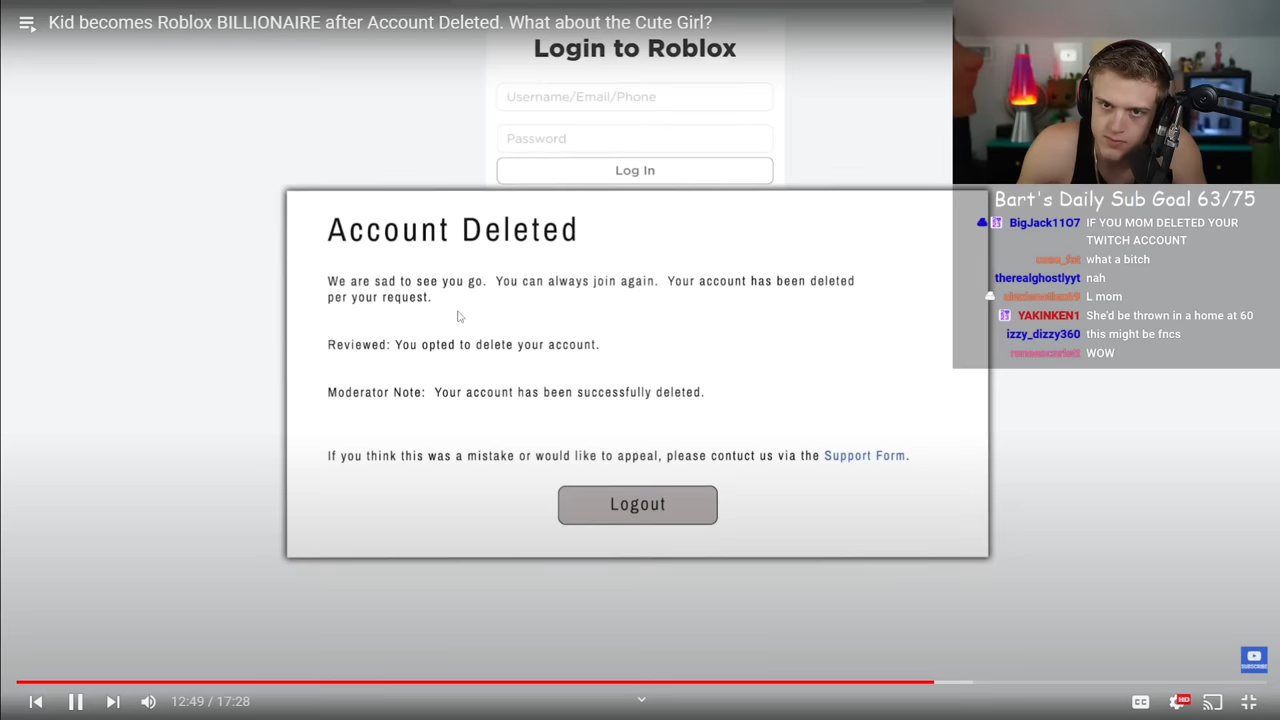 Kid becomes Roblox BILLIONAIRE after Account Deleted. What about the Cute Girl?
Login to Roblox
Username/Email/Phone
Password
Log In
Account Deleted
We are sad to see you go. You can always join again. Your account has been deleted
per your request.
Reviewed: You opted to delete your account.
Moderator Note: Your account has been successfully deleted.
If you think this was a mistake or would like to appeal, please contuct us via the Support Form.
Logout
Bart's Daily Sub Goal 63/75
BigJack11O7 IF YOU MOM DELETED YOUR
TWITCH ACCOUNT
what a bitch
therealghostlyyt nah
L mom
YAKINKEN1 She'd be thrown in a home at 60
izzy_dizzy360 this might be fncs
WOW
SUBSCRIBE
12:49 / 17:28
CC
HD